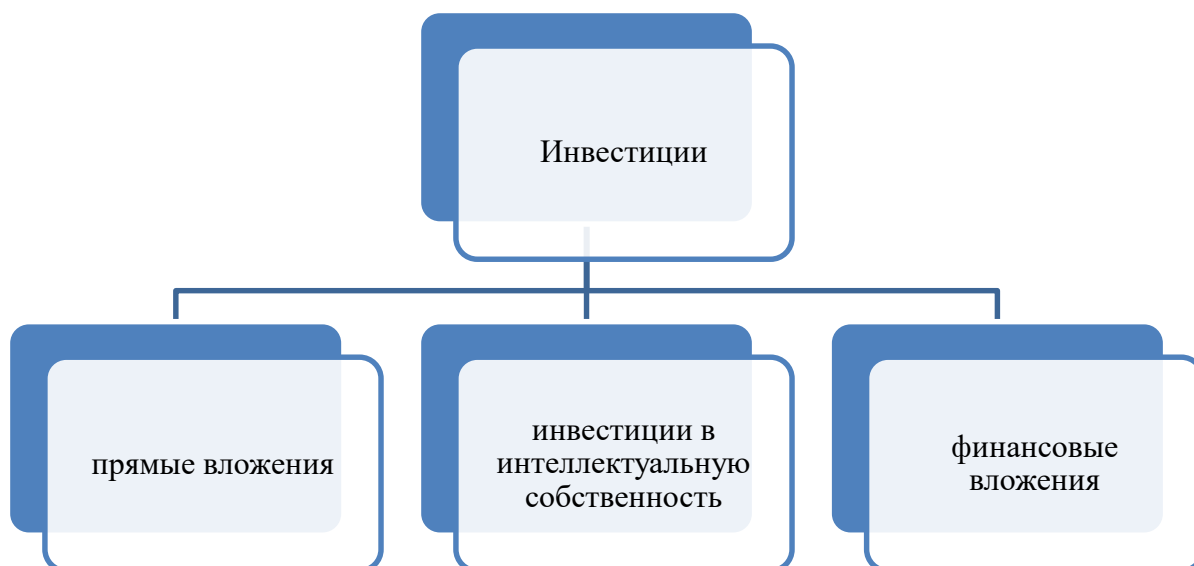 Инвестиции
прямые вложения
инвестиции в
интеллектуальную
собственность
финансовые
вложения